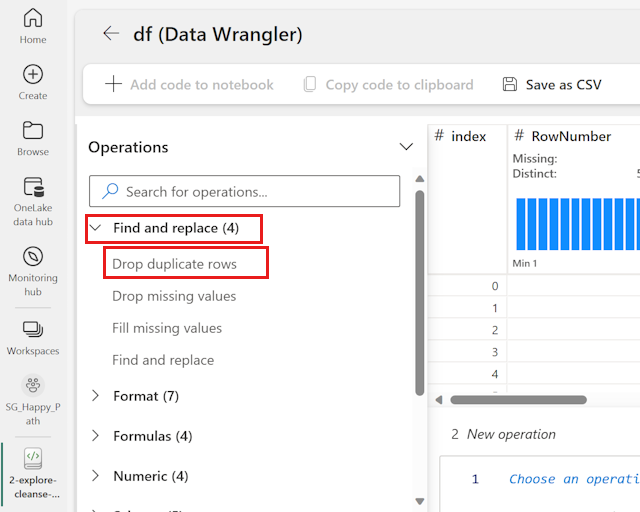 Home
Create
Browse
OneLake
data hub
Monitoring
hub
Workspaces
SG_Happy_P
ath
2-explore-
cleanse-...
df (Data Wrangler)
Add code to notebook
Copy code to clipboard
Save as CSV
Operations
Search for operations...
Find and replace (4)
Drop duplicate rows
Drop missing values
Fill missing values
Find and replace
Format (7)
Formulas (4)
Numeric (4)
# index
# RowNumber
Missing:
Distinct: 5
Min 1
0
1
2
3
4
2 New operation
1 Choose an operati